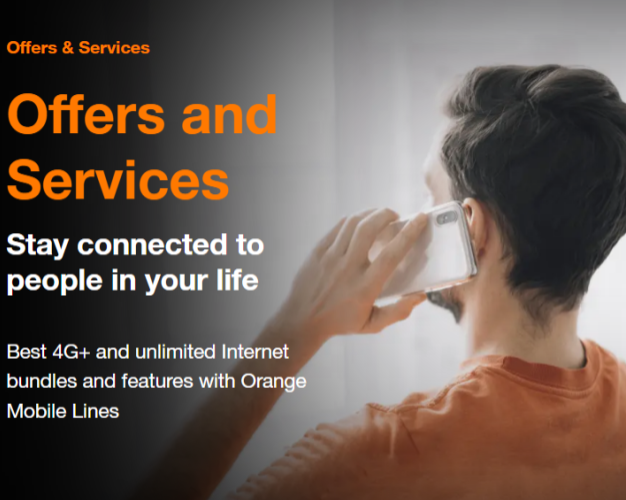 Offers & Services
Offers and
Services
Stay connected to
people in your life
Best 4G+ and unlimited Internet
bundles and features with Orange
Mobile Lines